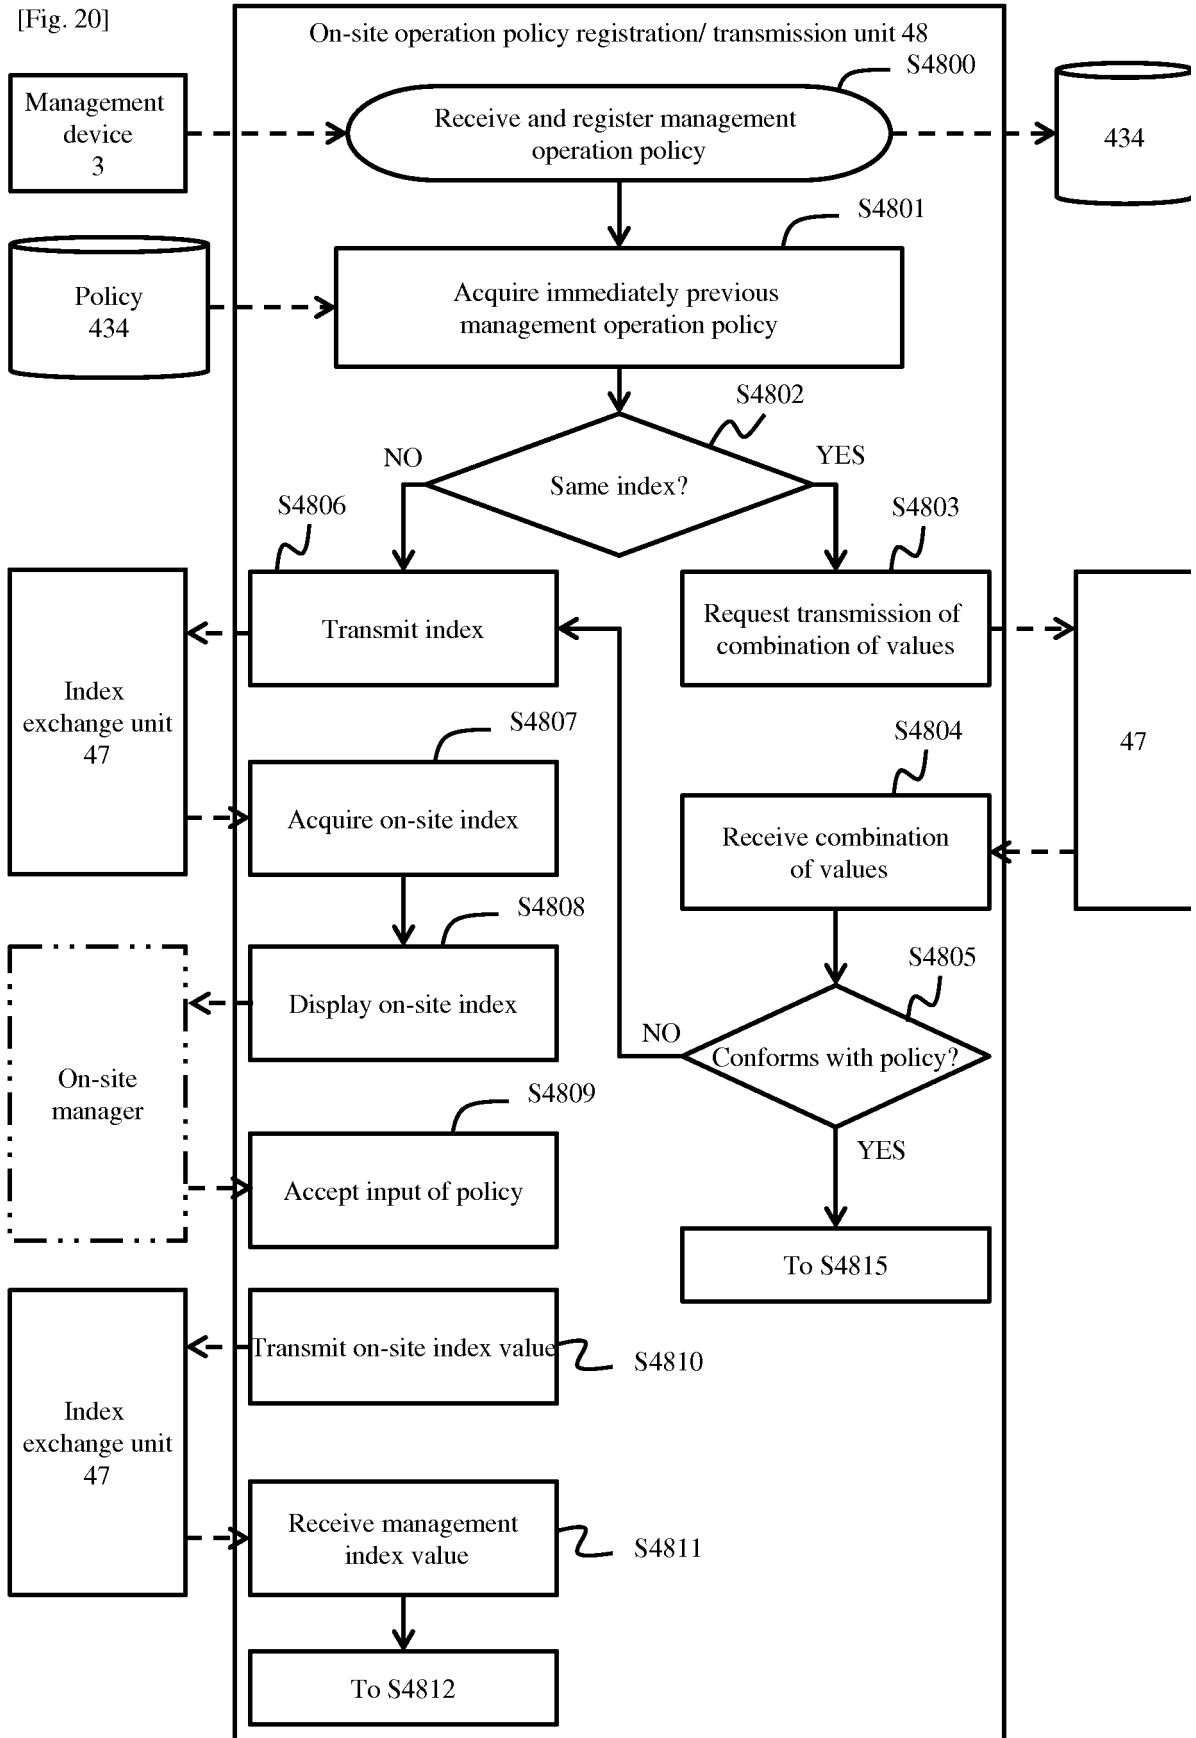 [Fig. 20]
On-site operation policy registration/ transmission unit 48
S4800
Management
device
3
Receive and register management
operation policy
434
S4801
Policy
434
Acquire immediately previous
management operation policy
S4802
NO
YES
Same index?
S4806
S4803
Transmit index
Request transmission of
combination of values
Index
exchange unit
47
47
S4807
S4804
Acquire on-site index
Receive combination
of values
S4808
S4805
Display on-site index
NO
Conforms with policy?
On-site
manager
S4809
YES
Accept input of policy
To S4815
Transmit on-site index value
S4810
Index
exchange unit
47
Receive management
index value
S4811
To S4812